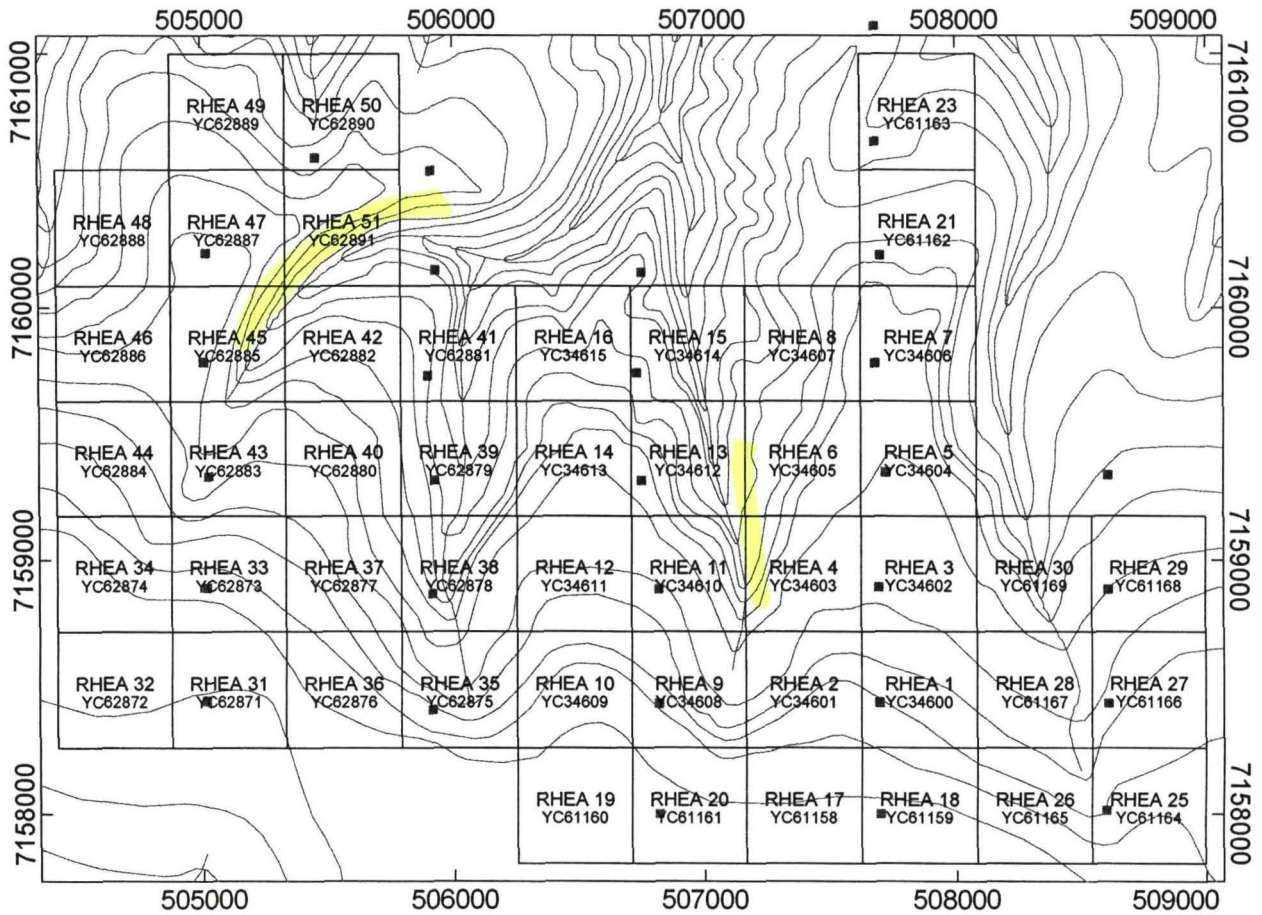 505000 506000 507000 508000 509000
7161000 7161000
RHEA 49 RHEA 50 RHEA 23
YC62889 YC62890 YC61163
RHEA 48 RHEA 47 RHEA 51 RHEA 21
YC62888 YC62887 YC62891 YC61162
7160000 7160000
RHEA 46 RHEA 45 RHEA 42 RHEA 41 RHEA 16 RHEA 15 RHEA 8 RHEA 7
YC62886 YC62885 YC62882 YC62881 YC34615 YC34614 YC34607 YC34606
RHEA 44 RHEA 43 RHEA 40 RHEA 39 RHEA 14 RHEA 13 RHEA 6 RHEA 5
YC62884 YC62883 YC62880 YC62879 YC34613 YC34612 YC34605 YC34604
7159000 7159000
RHEA 34 RHEA 33 RHEA 37 RHEA 38 RHEA 12 RHEA 11 RHEA 4 RHEA 3 RHEA 30 RHEA 29
YC62874 YC62873 YC62877 YC62878 YC34611 YC34610 YC34603 YC34602 YC61169 YC61168
RHEA 32 RHEA 31 RHEA 36 RHEA 35 RHEA 10 RHEA 9 RHEA 2 RHEA 1 RHEA 28 RHEA 27
YC62872 YC62871 YC62876 YC62875 YC34609 YC34608 YC34601 YC34600 YC61167 YC61166
7158000 7158000
RHEA 19 RHEA 20 RHEA 17 RHEA 18 RHEA 26 RHEA 25
YC61160 YC61161 YC61158 YC61159 YC61165 YC61164
505000 506000 507000 508000 509000